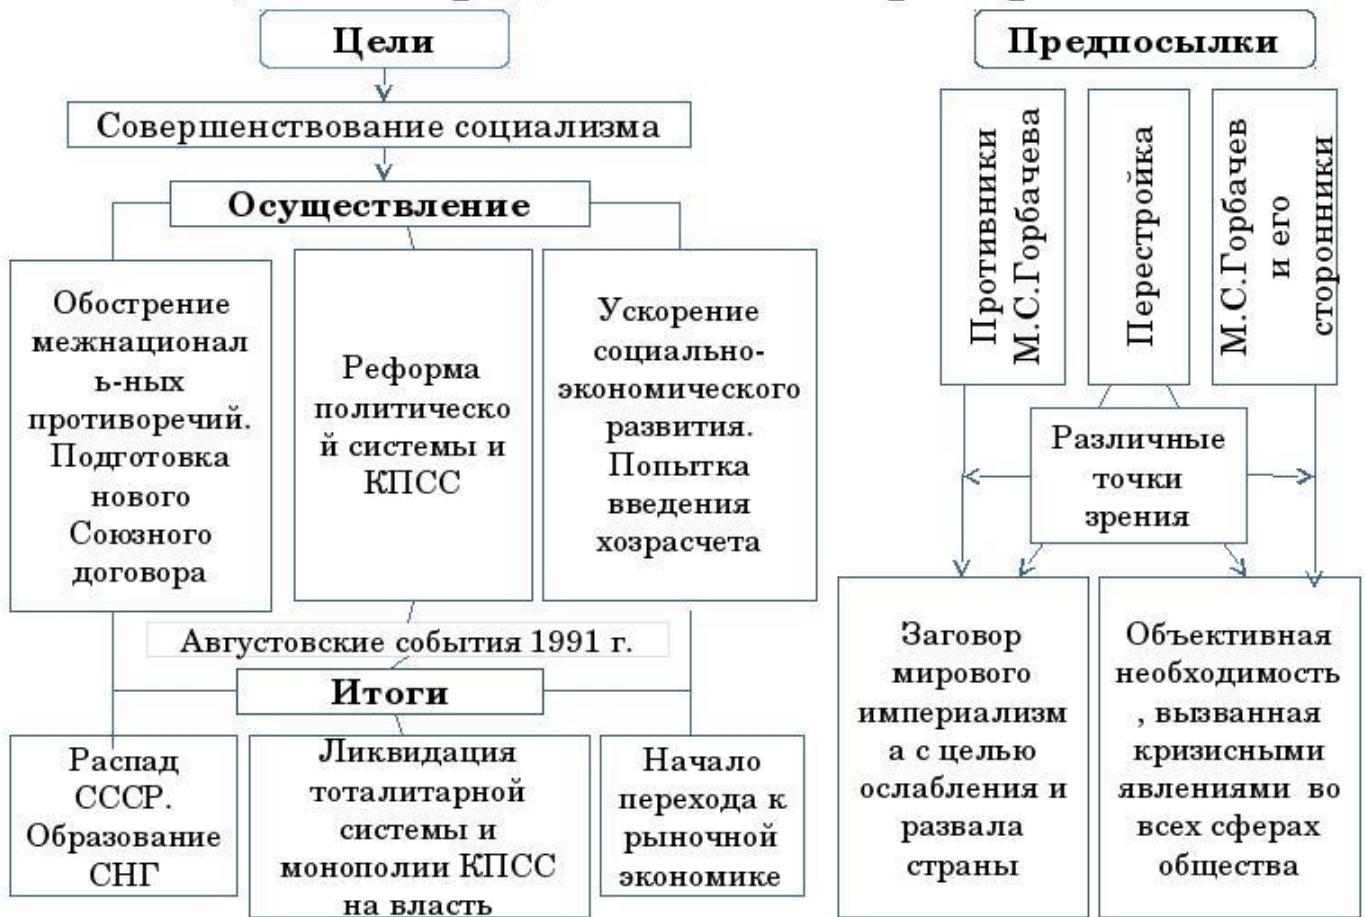 Цели
Совершенствование социализма
Осуществление
Обострение
межнационал
ь-ных
противоречий.
Подготовка
нового
Союзного
договора
Реформа
политическо
й системы и
КПСС
Ускорение
социально-
экономического
развития.
Попытка
введения
хозрасчета
Августовские события 1991 г.
Итоги
Распад
СССР.
Образование
СНГ
Ликвидация
тоталитарной
системы и
монополии КПСС
на власть
Начало
перехода к
рыночной
экономике
Предпосылки
Противники
М.С.Горбачева
Перестройка
М.С.Горбачев
и его
сторонники
Различные
точки
зрения
Заговор
мирового
империализм
а с целью
ослабления и
развала
страны
Объективная
необходимость
, вызванная
кризисными
явлениями во
всех сферах
общества